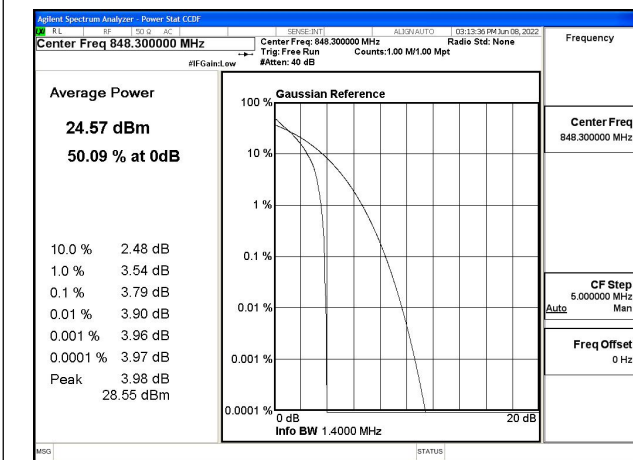 Agilent Spectrum Analyzer - Power Stat CCDF
RL RF 50 Ω AC SENSE:INT ALIGN AUTO 03:13:36 PM Jun 08, 2022
Center Freq 848.300000 MHz
Center Freq: 848.300000 MHz Radio Std: None
Trig: Free Run Counts:1.00 M/1.00 Mpt
#IFGain:Low #Atten: 40 dB
Average Power
24.57 dBm
50.09 % at 0dB
10.0 % 2.48 dB
1.0 % 3.54 dB
0.1 % 3.79 dB
0.01 % 3.90 dB
0.001 % 3.96 dB
0.0001 % 3.97 dB
Peak 3.98 dB
28.55 dBm
Gaussian Reference
100 %
10 %
1 %
0.1 %
0.01 %
0.001 %
0.0001 %
0 dB 20 dB
Info BW 1.4000 MHz
Frequency
Center Freq
848.300000 MHz
CF Step
5.000000 MHz
Auto Man
Freq Offset
0 Hz
MSG STATUS